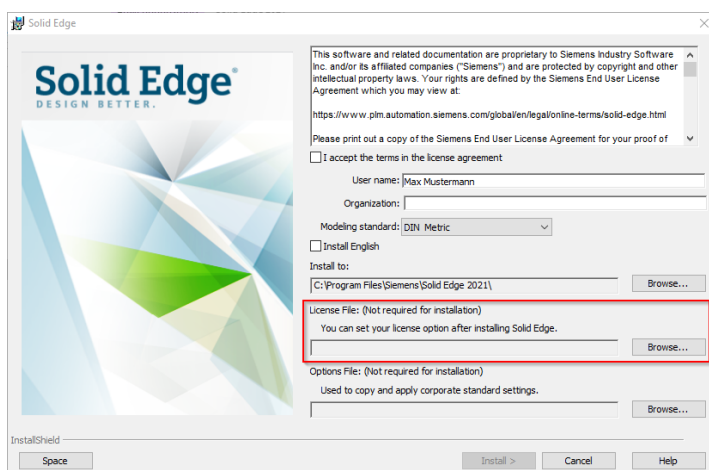 Solid Edge
Solid Edge®
DESIGN BETTER.
This software and related documentation are proprietary to Siemens Industry Software
Inc. and/or its affiliated companies ("Siemens") and are protected by copyright and other
intellectual property laws. Your rights are defined by the Siemens End User License
Agreement which you may view at:
https://www.plm.automation.siemens.com/global/en/legal/online-terms/solid-edge.html
Please print out a copy of the Siemens End User License Agreement for your proof of
I accept the terms in the license agreement
User name: Max Mustermann
Organization:
Modeling standard: DIN Metric
Install English
Install to:
C:\Program Files\Siemens\Solid Edge 2021\ Browse...
License File: (Not required for installation)
You can set your license option after installing Solid Edge.
Browse...
Options File: (Not required for installation)
Used to copy and apply corporate standard settings.
Browse...
InstallShield
Space Install > Cancel Help